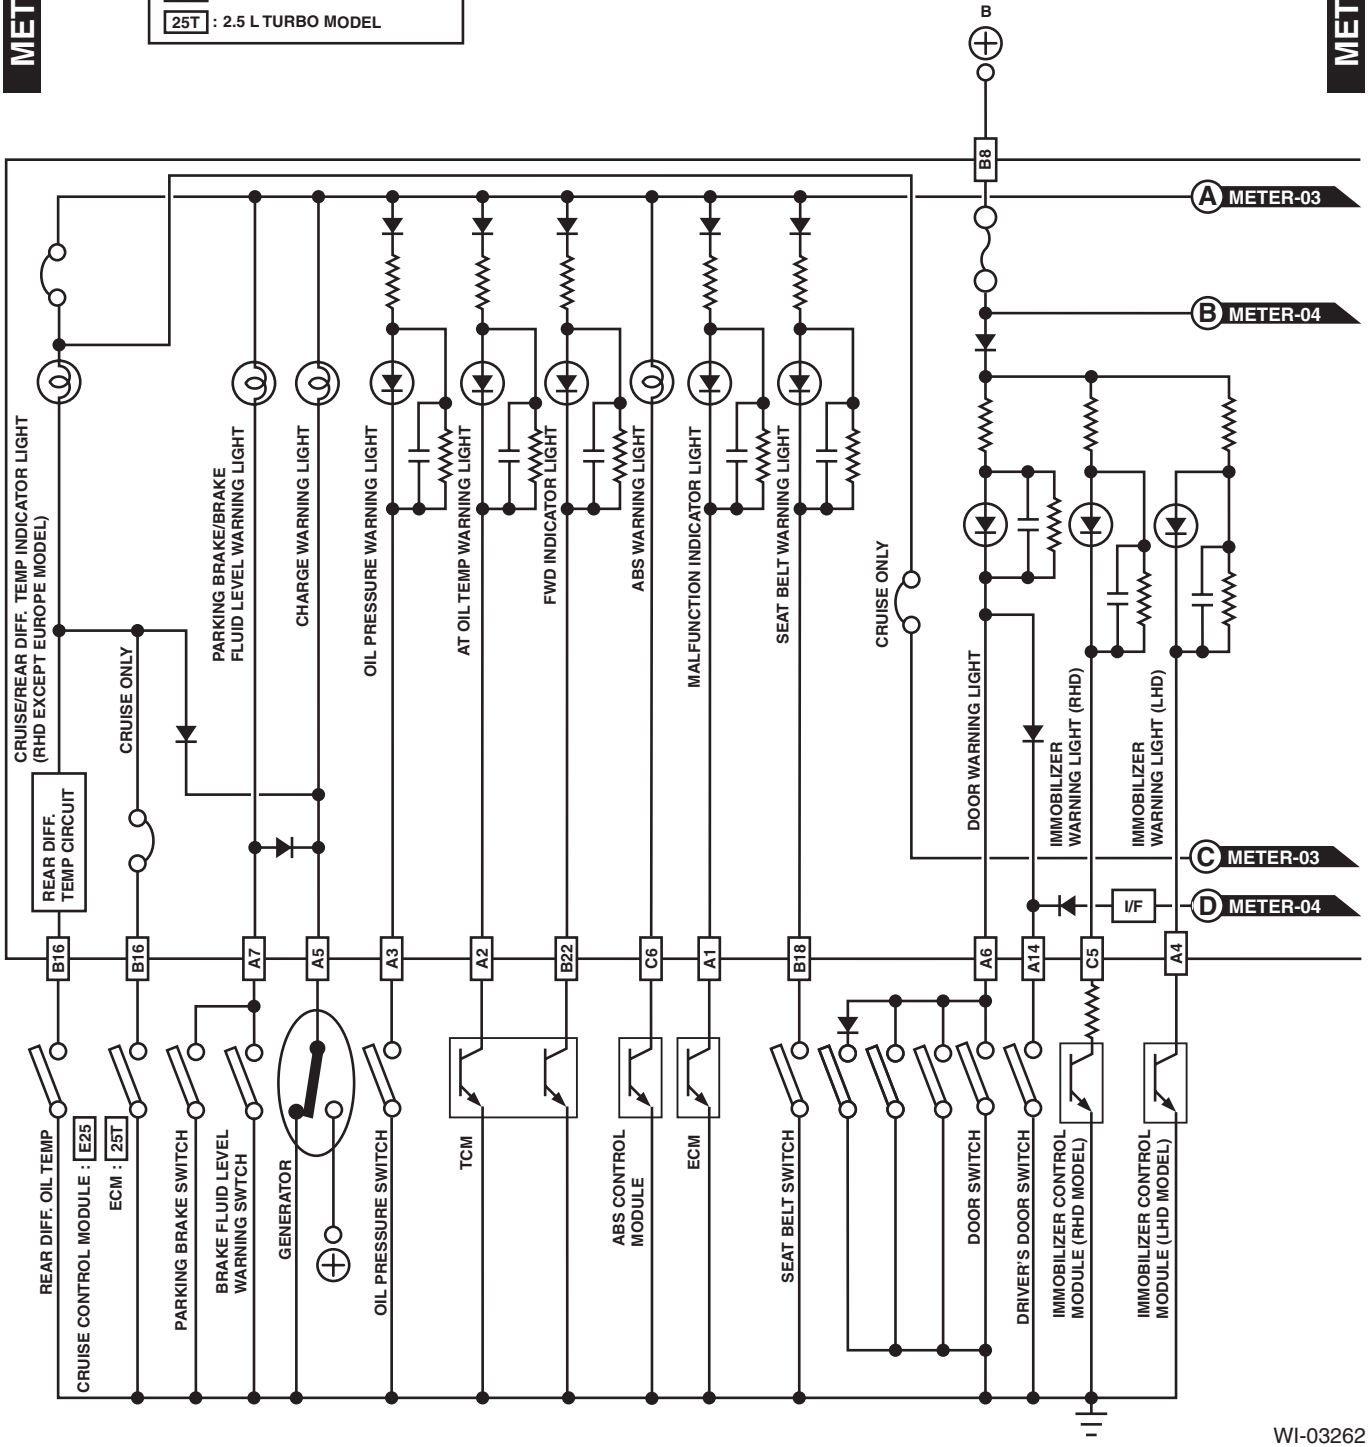 MET
MET
25T : 2.5 L TURBO MODEL
B
B8
A METER-03
B METER-04
CRUISE/REAR DIFF. TEMP INDICATOR LIGHT
(RHD EXCEPT EUROPE MODEL)
CRUISE ONLY
PARKING BRAKE/BRAKE
FLUID LEVEL WARNING LIGHT
CHARGE WARNING LIGHT
OIL PRESSURE WARNING LIGHT
AT OIL TEMP WARNING LIGHT
FWD INDICATOR LIGHT
ABS WARNING LIGHT
MALFUNCTION INDICATOR LIGHT
SEAT BELT WARNING LIGHT
CRUISE ONLY
DOOR WARNING LIGHT
IMMOBILIZER
WARNING LIGHT (RHD)
IMMOBILIZER
WARNING LIGHT (LHD)
REAR DIFF.
TEMP CIRCUIT
C METER-03
I/F
D METER-04
B16
B16
A7
A5
A3
A2
B22
C6
A1
B18
A6
A14
C5
A4
REAR DIFF. OIL TEMP
CRUISE CONTROL MODULE : E25
ECM : 25T
PARKING BRAKE SWITCH
BRAKE FLUID LEVEL
WARNING SWTCH
GENERATOR
OIL PRESSURE SWITCH
TCM
ABS CONTROL
MODULE
ECM
SEAT BELT SWITCH
DOOR SWITCH
DRIVER'S DOOR SWITCH
IMMOBILIZER CONTROL
MODULE (RHD MODEL)
IMMOBILIZER CONTROL
MODULE (LHD MODEL)
WI-03262